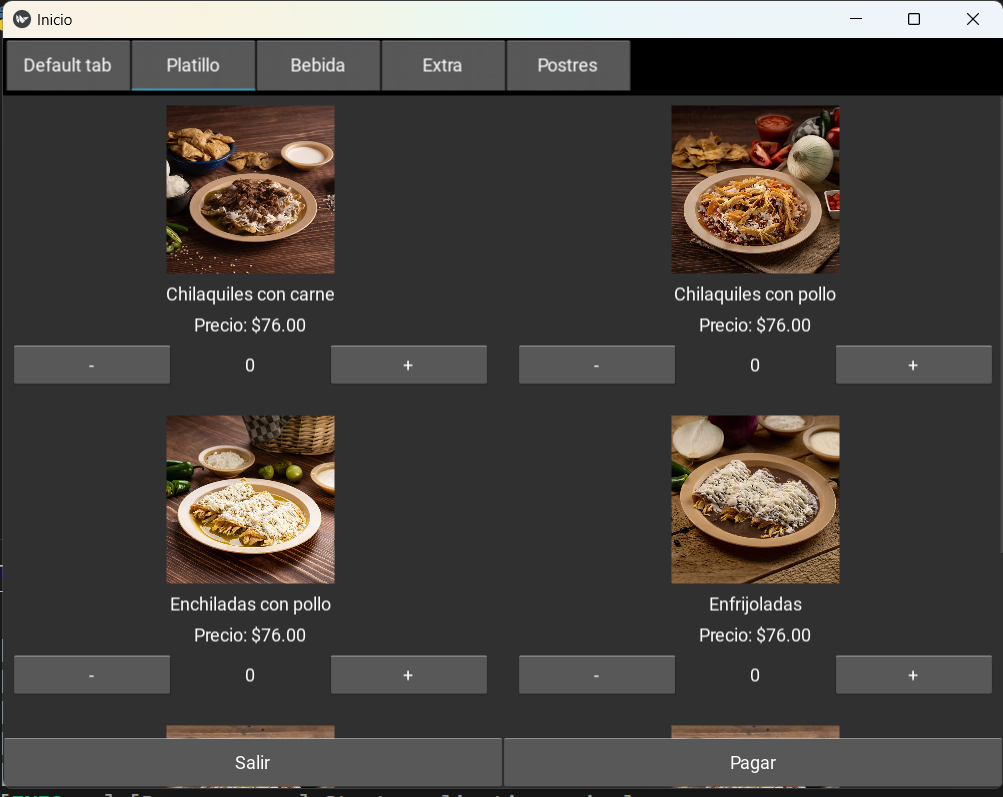 Inicio
Default tab Platillo Bebida Extra Postres
Chilaquiles con carne Chilaquiles con pollo
Precio: $76.00 Precio: $76.00
- 0 + - 0 +
Enchiladas con pollo Enfrijoladas
Precio: $76.00 Precio: $76.00
- 0 + - 0 +
Salir Pagar